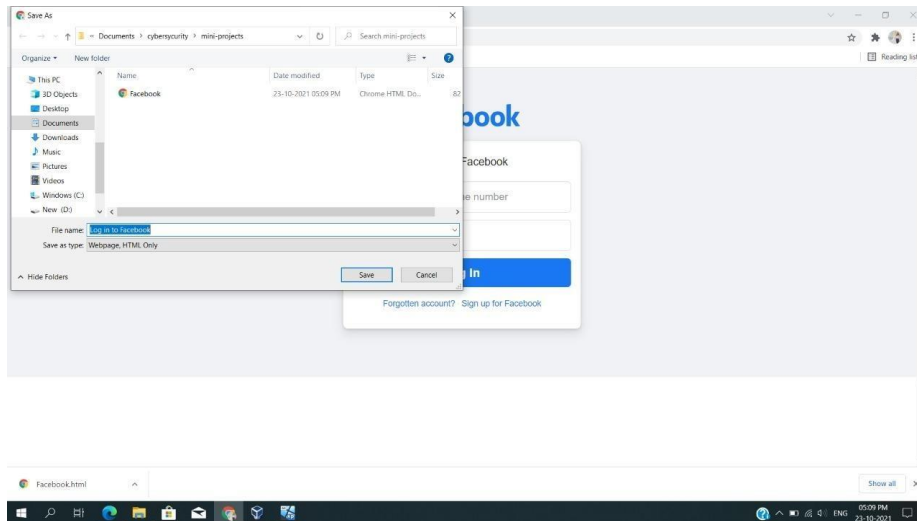 Save As
Documents › cybersycurity › mini-projects
Search mini-projects
Organize
New folder
Reading list
This PC
3D Objects
Desktop
Documents
Downloads
Music
Pictures
Videos
Windows (C:)
New (D:)
Name
Date modified
Type
Size
Facebook
23-10-2021 05:09 PM
Chrome HTML Do...
82
File name: Log in to Facebook
Save as type: Webpage, HTML Only
Hide Folders
Save
Cancel
book
Facebook
number
In
Forgotten account? Sign up for Facebook
Facebook.html
Show all
ENG
05:09 PM
23-10-2021